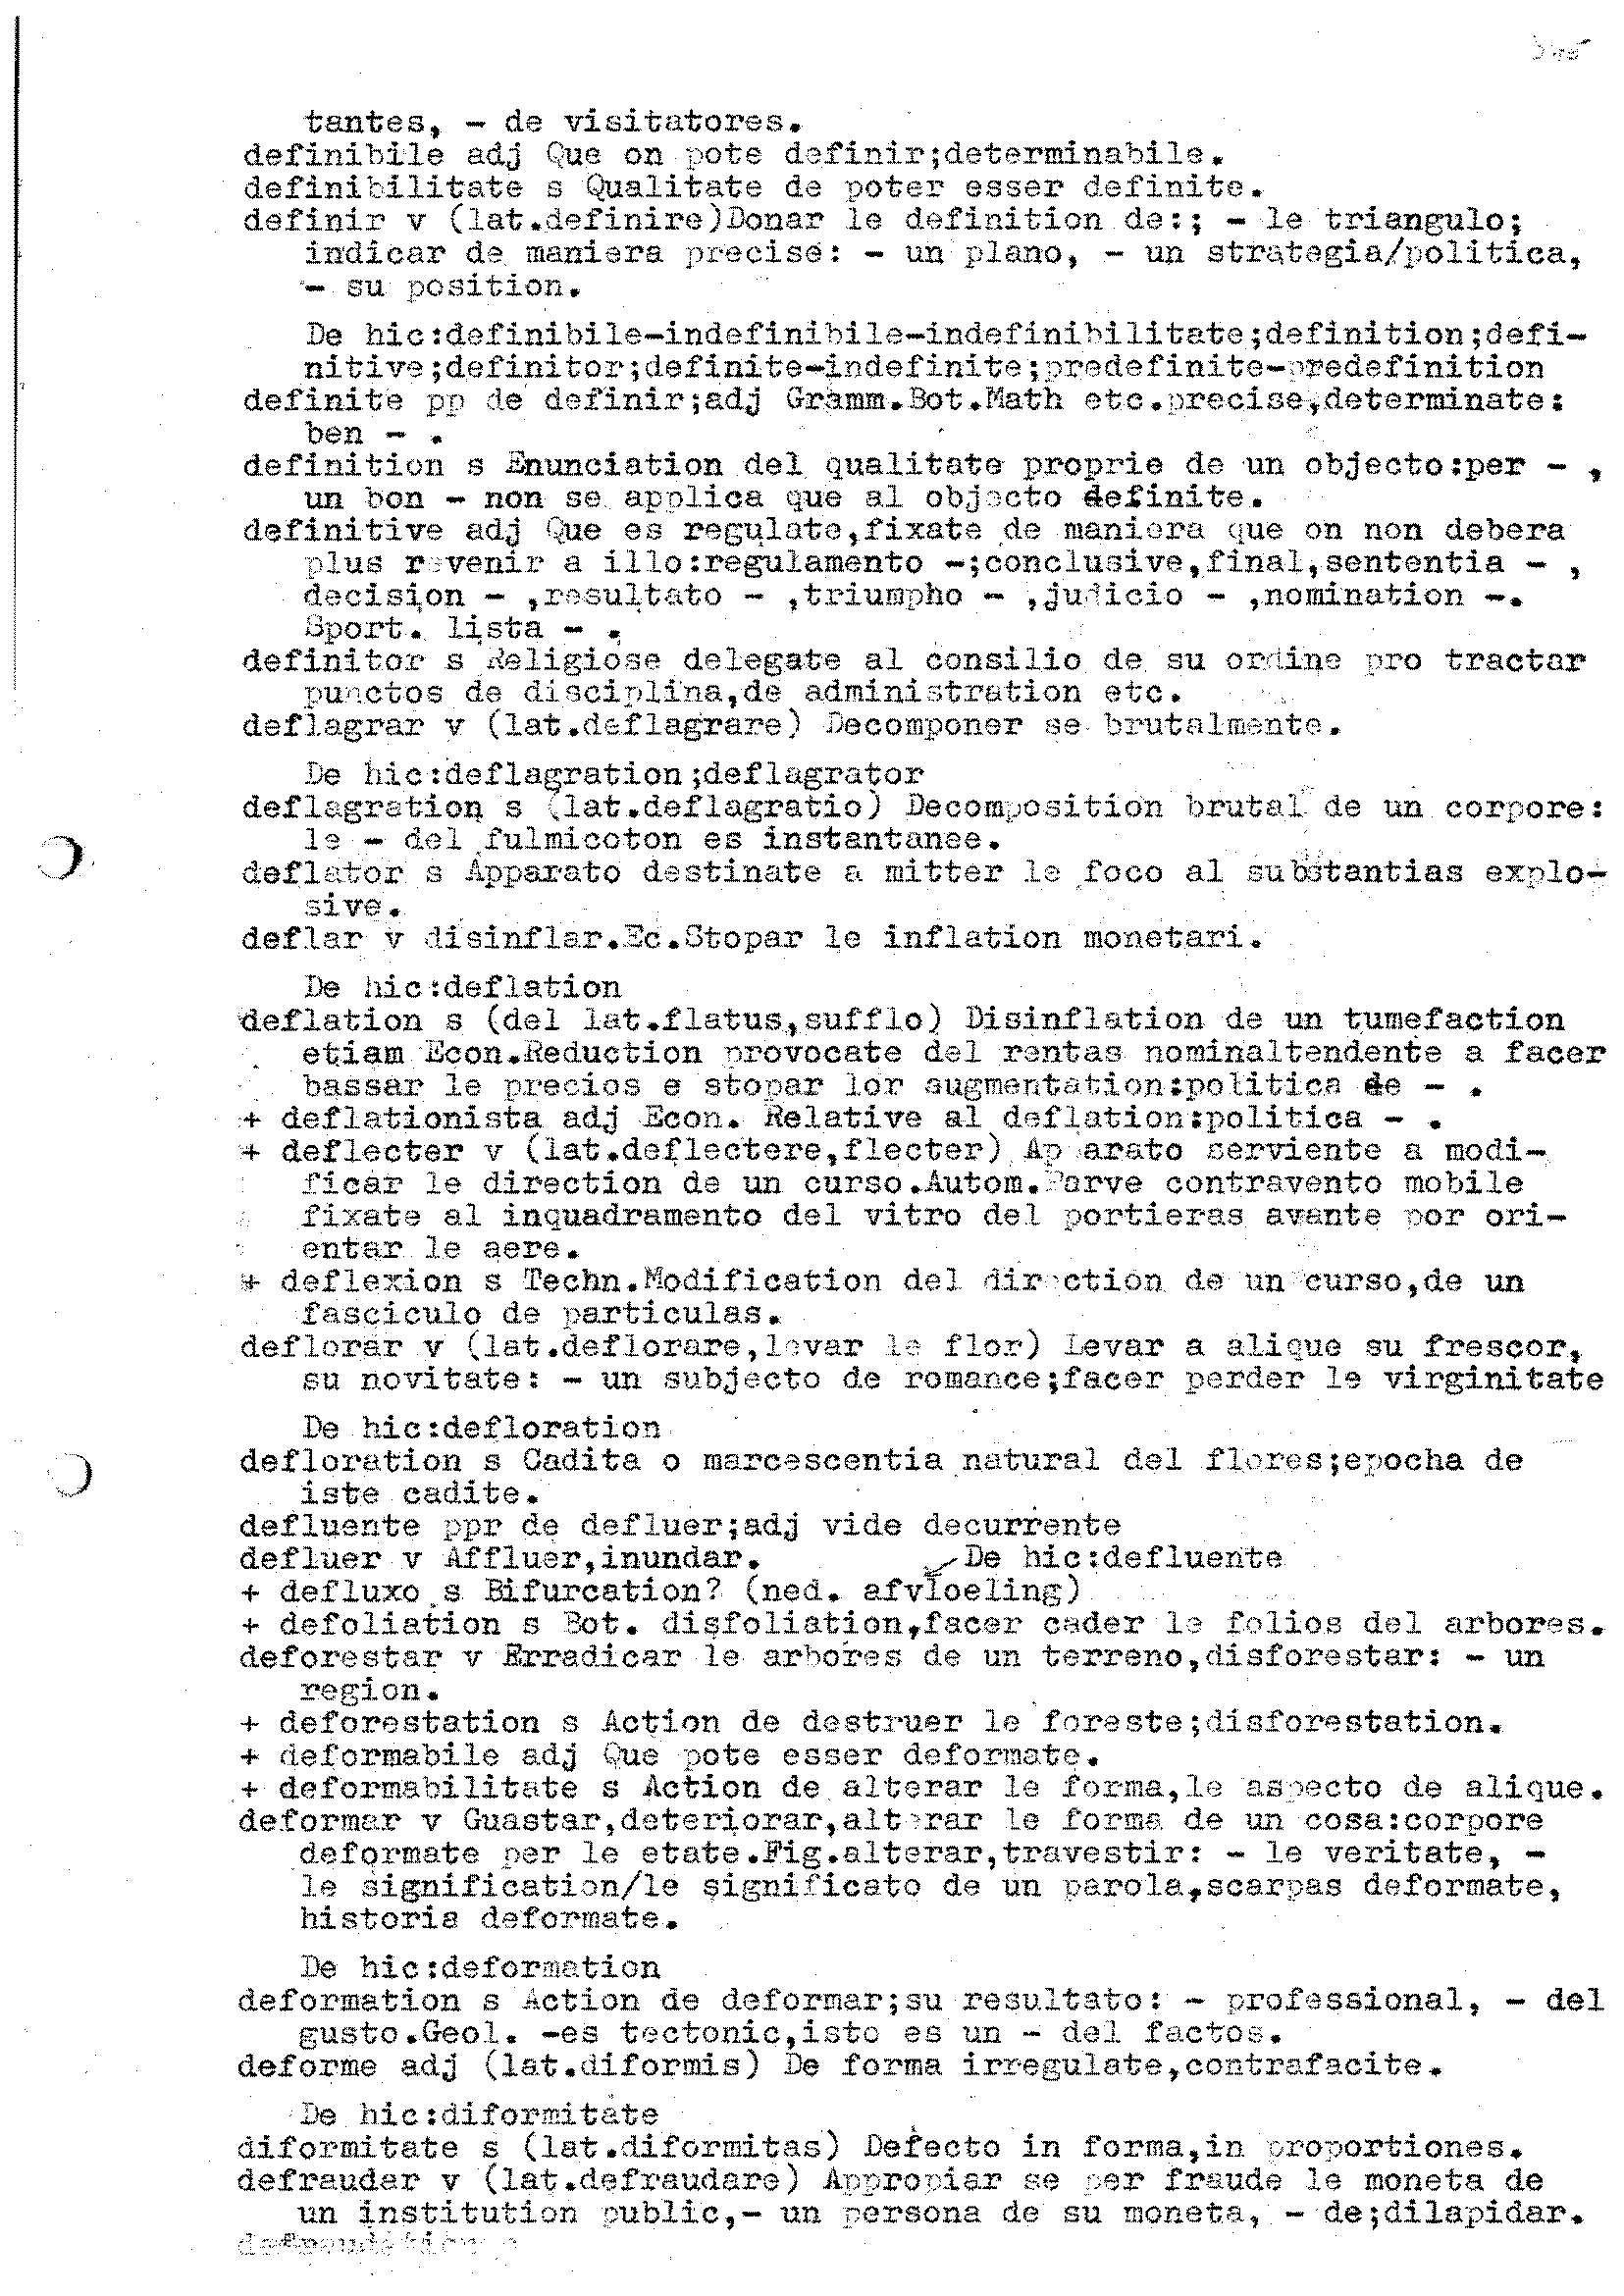 tantes, - de visitatores.
definibile adj Que on pote definir;determinabile.
definibilitate s Qualitate de poter esser definite.
definir v (lat.definire)Donar le definition de:; - le triangulo;
indicar de maniera precise: - un plano, - un strategia/politica,
- su position.
De hic:definibile-indefinibile-indefinibilitate;definition;defi-
nitive;definitor;definite-indefinite;predefinite-predefinition
definite pp de definir;adj Gramm.Bot.Math etc.precise,determinate:
ben - .
definition s Enunciation del qualitate proprie de un objecto:per - ,
un bon - non se applica que al objecto definite.
definitive adj Que es regulate,fixate de maniera que on non debera
plus revenir a illo:regulamento -;conclusive,final,sententia - ,
decision - ,resultato - ,triumpho - ,judicio - ,nomination -.
Sport. lista - .
definitor s Religiose delegate al consilio de su ordine pro tractar
punctos de disciplina,de administration etc.
deflagrar v (lat.deflagrare) Decomponer se brutalmente.
De hic:deflagration;deflagrator
deflagration s (lat.deflagratio) Decomposition brutal de un corpore:
le - del fulmicoton es instantanee.
deflator s Apparato destinate a mitter le foco al substantias explo-
sive.
deflar v disinflar.Ec.Stopar le inflation monetari.
De hic:deflation
deflation s (del lat.flatus,sufflo) Disinflation de un tumefaction
etiam Econ.Reduction provocate del rentas nominaltendente a facer
bassar le precios e stopar lor augmentation:politica de - .
+ deflationista adj Econ. Relative al deflation:politica - .
+ deflecter v (lat.deflectere,flecter) Apparato serviente a modi-
ficar le direction de un curso.Autom.Parve contravento mobile
fixate al inquadramento del vitro del portieras avante por ori-
entar le aere.
+ deflexion s Techn.Modification del direction de un curso,de un
fasciculo de particulas.
deflorar v (lat.deflorare,levar le flor) Levar a alique su frescor,
su novitate: - un subjecto de romance;facer perder le virginitate
De hic:defloration
defloration s Cadita o marcescentia natural del flores;epocha de
iste cadite.
defluente ppr de defluer;adj vide decurrente
defluer v Affluer,inundar. De hic:defluente
+ defluxo s Bifurcation? (ned. afvloeling)
+ defoliation s Bot. disfoliation,facer cader le folios del arbores.
deforestar v Erradicar le arbores de un terreno,disforestar: - un
region.
+ deforestation s Action de destruer le foreste;disforestation.
+ deformabile adj Que pote esser deformate.
+ deformabilitate s Action de alterar le forma,le aspecto de alique.
deformar v Guastar,deteriorar,alterar le forma de un cosa:corpore
deformate per le etate.Fig.alterar,travestir: - le veritate, -
le signification/le significato de un parola,scarpas deformate,
historia deformate.
De hic:deformation
deformation s Action de deformar;su resultato: - professional, - del
gusto.Geol. -es tectonic,isto es un - del factos.
deforme adj (lat.diformis) De forma irregulate,contrafacite.
De hic:diformitate
diformitate s (lat.diformitas) Defecto in forma,in proportiones.
defraudar v (lat.defraudare) Appropiar se per fraude le moneta de
un institution public,- un persona de su moneta, - de;dilapidar.
defraudation s